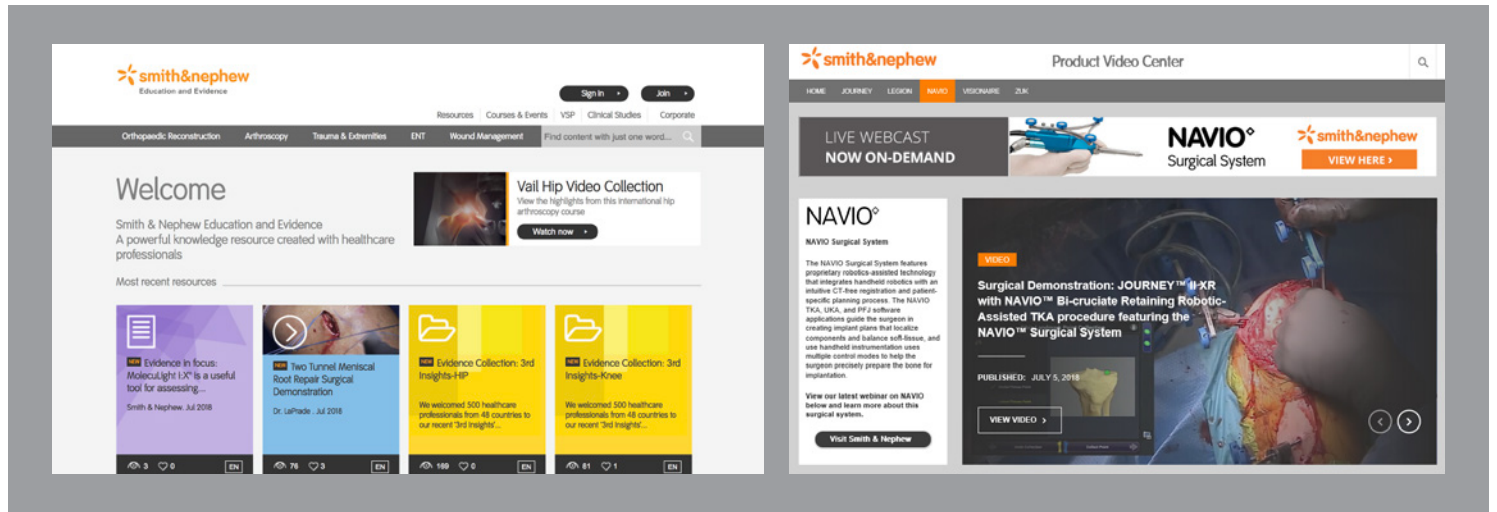 smith&nephew
Education and Evidence
Sign In
Join
Resources
Courses & Events
VSP
Clinical Studies
Corporate
Orthopaedic Reconstruction
Arthroscopy
Trauma & Extremities
ENT
Wound Management
Find content with just one word...
Welcome
Smith & Nephew Education and Evidence
A powerful knowledge resource created with healthcare
professionals
Vail Hip Video Collection
View the highlights from this international hip
arthroscopy course
Watch now
Most recent resources
NEW Evidence in focus:
MolecuLight i:X" is a useful
tool for assessing...
Smith & Nephew. Jul 2018
3
0
EN
NEW Two Tunnel Meniscal
Root Repair Surgical
Demonstration
Dr. LaPrade . Jul 2018
76
3
EN
NEW Evidence Collection: 3rd
Insights-HIP
We welcomed 500 healthcare
professionals from 48 countries to
our recent '3rd Insights'...
169
0
EN
NEW Evidence Collection: 3rd
Insights-Knee
We welcomed 500 healthcare
professionals from 48 countries to
our recent '3rd Insights'...
61
1
EN
smith&nephew
Product Video Center
HOME
JOURNEY
LEGION
NAVIO
VISIONAIRE
ZUK
LIVE WEBCAST
NOW ON-DEMAND
NAVIO
Surgical System
smith&nephew
VIEW HERE >
NAVIO
NAVIO Surgical System
The NAVIO Surgical System features
proprietary robotics-assisted technology
that integrates handheld robotics with an
intuitive CT-free registration and patient-
specific planning process. The NAVIO
TKA, UKA, and PFJ software
applications guide the surgeon in
creating implant plans that localize
components and balance soft-tissue, and
use handheld instrumentation uses
multiple control modes to help the
surgeon precisely prepare the bone for
implantation.
View our latest webinar on NAVIO
below and learn more about this
surgical system.
Visit Smith & Nephew
VIDEO
Surgical Demonstration: JOURNEY™ II XR
with NAVIO™ Bi-cruciate Retaining Robotic-
Assisted TKA procedure featuring the
NAVIO™ Surgical System
PUBLISHED: JULY 5, 2018
VIEW VIDEO >